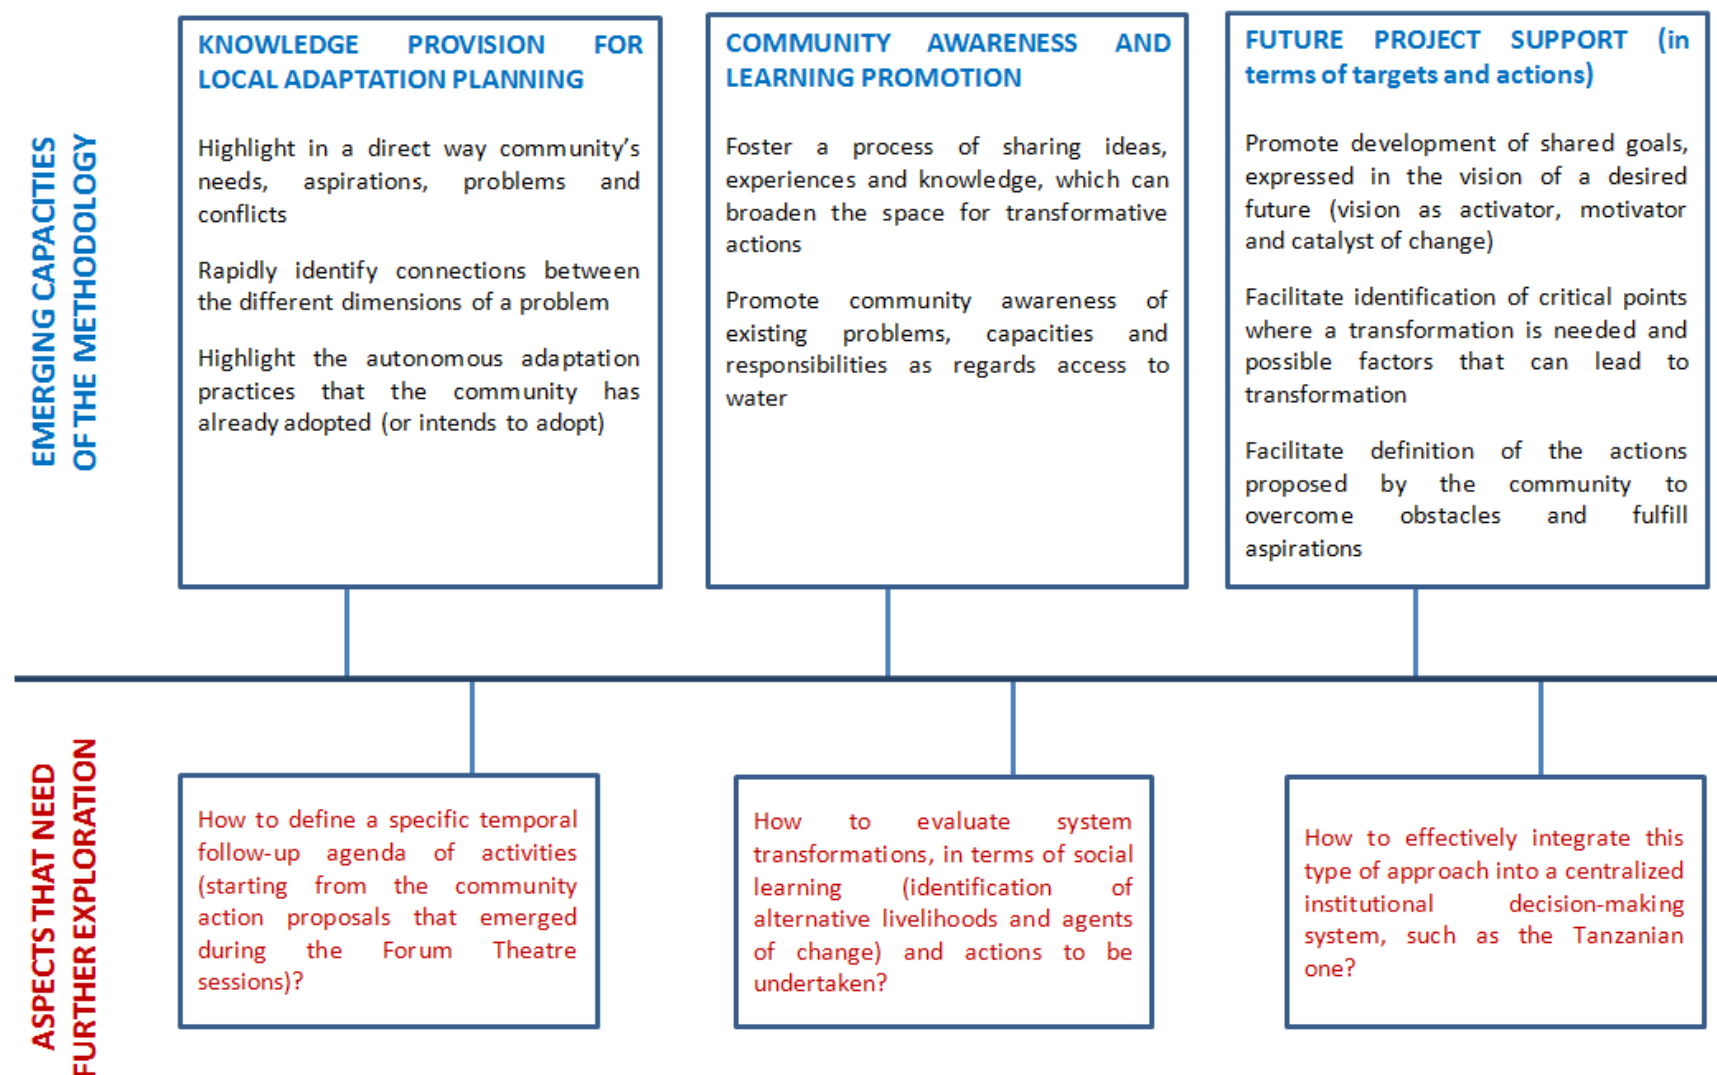 EMERGING CAPACITIES
OF THE METHODOLOGY
KNOWLEDGE PROVISION FOR
LOCAL ADAPTATION PLANNING
Highlight in a direct way community’s
needs, aspirations, problems and
conflicts
Rapidly identify connections between
the different dimensions of a problem
Highlight the autonomous adaptation
practices that the community has
already adopted (or intends to adopt)
COMMUNITY AWARENESS AND
LEARNING PROMOTION
Foster a process of sharing ideas,
experiences and knowledge, which can
broaden the space for transformative
actions
Promote community awareness of
existing problems, capacities and
responsibilities as regards access to
water
FUTURE PROJECT SUPPORT (in
terms of targets and actions)
Promote development of shared goals,
expressed in the vision of a desired
future (vision as activator, motivator
and catalyst of change)
Facilitate identification of critical points
where a transformation is needed and
possible factors that can lead to
transformation
Facilitate definition of the actions
proposed by the community to
overcome obstacles and fulfill
aspirations
ASPECTS THAT NEED
FURTHER EXPLORATION
How to define a specific temporal
follow-up agenda of activities
(starting from the community
action proposals that emerged
during the Forum Theatre
sessions)?
How to evaluate system
transformations, in terms of social
learning (identification of
alternative livelihoods and agents
of change) and actions to be
undertaken?
How to effectively integrate this
type of approach into a centralized
institutional decision-making
system, such as the Tanzanian
one?